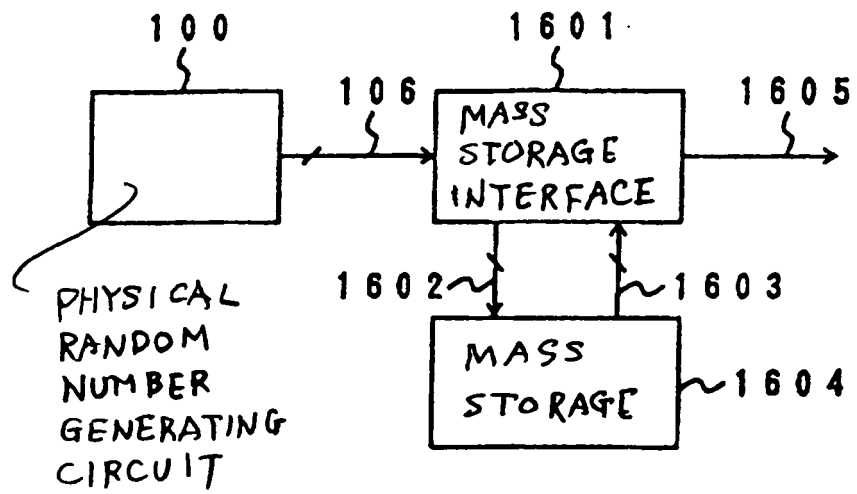 100
1601
106
1605
MASS
STORAGE
INTERFACE
1602
1603
PHYSICAL
RANDOM
NUMBER
GENERATING
CIRCUIT
MASS
STORAGE
1604